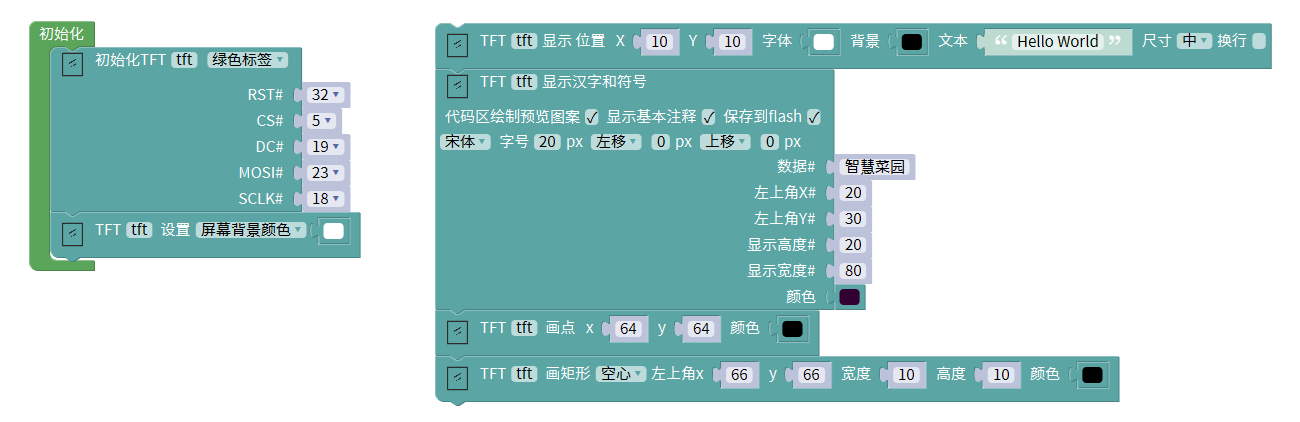 初始化
初始化TFT tft 绿色标签
RST# 32
CS# 5
DC# 19
MOSI# 23
SCLK# 18
TFT tft 设置 屏幕背景颜色
TFT tft 显示 位置 X 10 Y 10 字体 背景 文本 “ Hello World ” 尺寸 中 换行
TFT tft 显示汉字和符号
代码区绘制预览图案 显示基本注释 保存到flash
宋体 字号 20 px 左移 0 px 上移 0 px
数据# 智慧菜园
左上角X# 20
左上角Y# 30
显示高度# 20
显示宽度# 80
颜色
TFT tft 画点 x 64 y 64 颜色
TFT tft 画矩形 空心 左上角x 66 y 66 宽度 10 高度 10 颜色